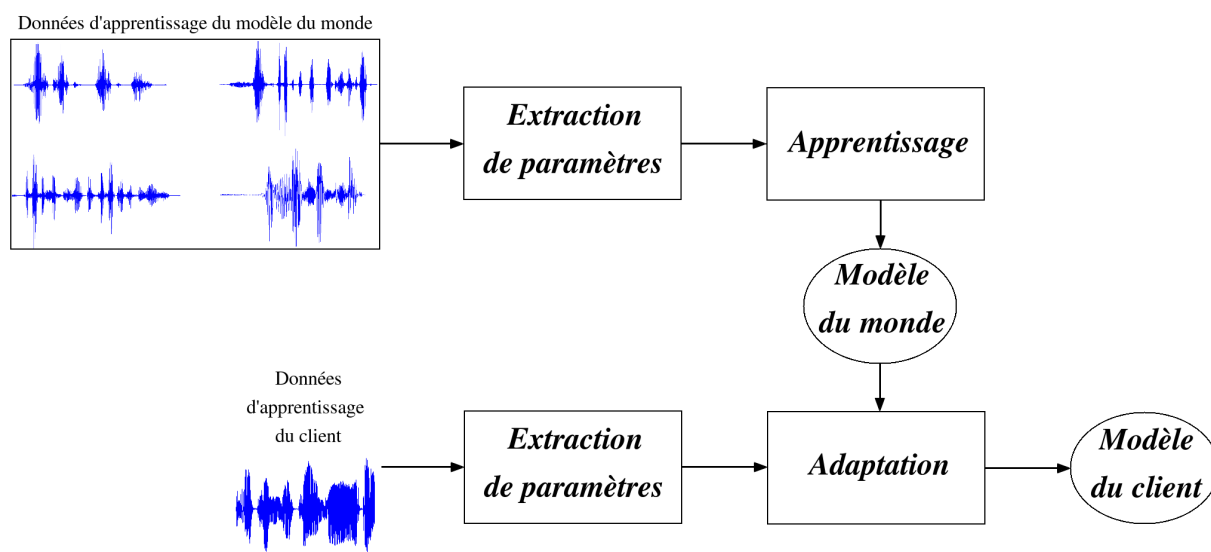 Données d'apprentissage du modèle du monde
Extraction
de paramètres
Apprentissage
Modèle
du monde
Données
d'apprentissage
du client
Extraction
de paramètres
Adaptation
Modèle
du client